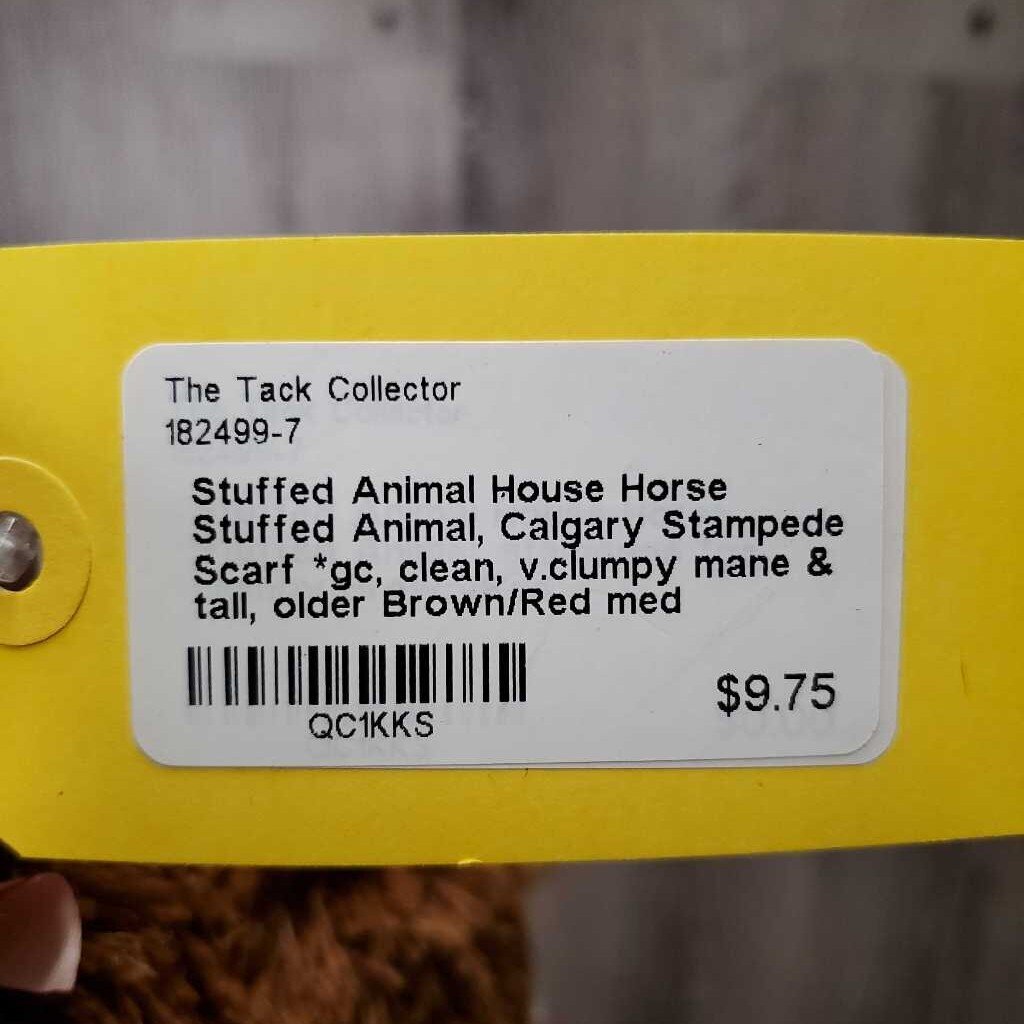 The Tack Collector
182499-7
Stuffed Animal House Horse
Stuffed Animal, Calgary Stampede
Scarf *gc, clean, v.clumpy mane &
tall, older Brown/Red med
QC1KKS
$9.75